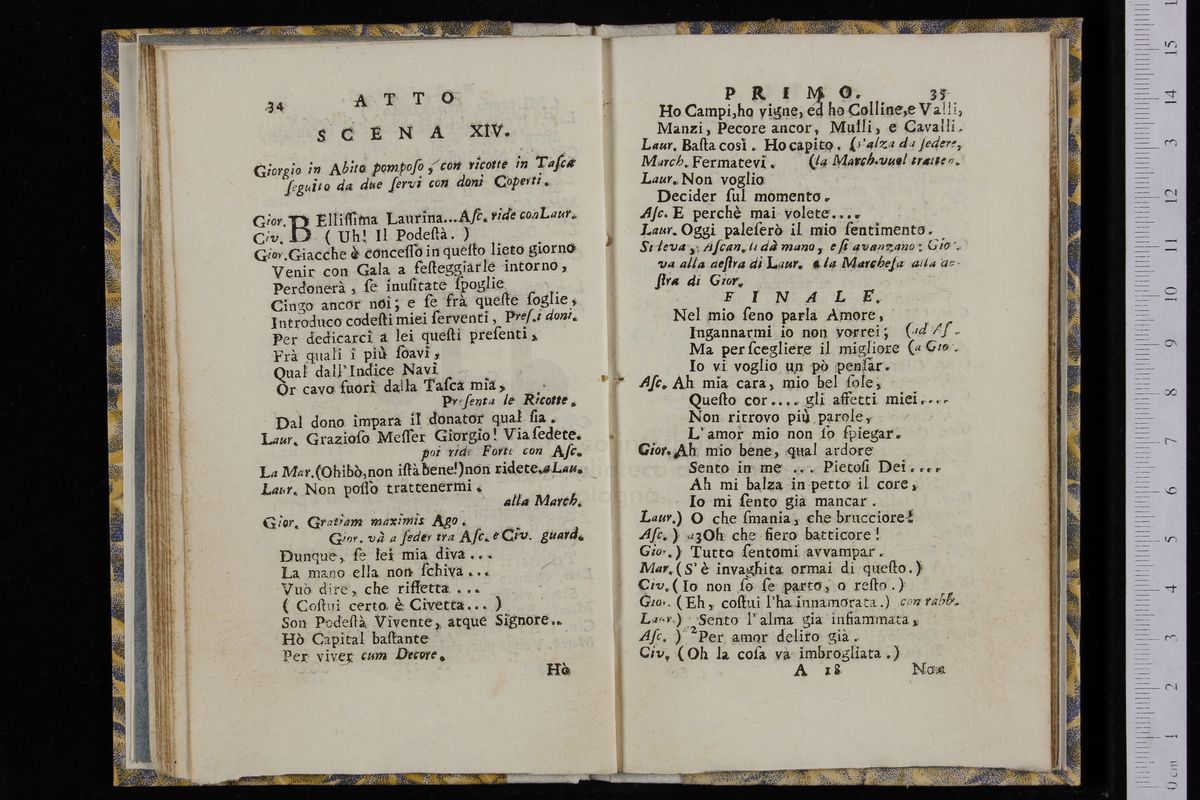 34 ATTO
SCENA XIV.
Giorgio in Abito pomposo, con ricotte in Tasca
seguito da due servi con doni Coperti.
Gior. BEllissima Laurina...Asc. ride con Laur.
Civ. ( Uh! Il Podestà. )
Gior. Giacche è concesso in questo lieto giorno
Venir con Gala a festeggiarle intorno,
Perdonerà, se inusitate spoglie
Cingo ancor noi; e se frà queste soglie,
Introduco codesti miei serventi, Pres. i doni.
Per dedicarci a lei questi presenti,
Frà quali i più soavi,
Qual dall'Indice Navi
Or cavo fuori dalla Tasca mia,
Presenta le Ricotte.
Dal dono impara il donator qual sia.
Laur. Grazioso Messer Giorgio! Via sedete.
poi ride Forte con Asc.
La Mar. (Ohibò, non istà bene!) non ridete. a Lau.
Laur. Non posso trattenermi.
alla March.
Gior. Gratiam maximis Ago.
Gior. và a seder tra Asc. e Civ. guard.
Dunque, se lei mia diva...
La mano ella non schiva...
Vuò dire, che rifletta....
( Costui certo è Civetta... )
Son Podestà Vivente, atque Signore..
Hò Capital bastante
Per viver cum Decore.
Hò
PRIMO. 35
Ho Campi, ho vigne, ed ho Colline, e Valli,
Manzi, Pecore ancor, Mulli, e Cavalli.
Laur. Basta così. Ho capito. (s'alza da sedere,
March. Fermatevi. (la March. vuol tratten.
Laur. Non voglio
Decider sul momento.
Asc. E perchè mai volete....
Laur. Oggi paleserò il mio sentimento.
Si leva, Ascan. li dà mano, e si avanzano: Gior.
va alla destra di Laur. e la Marchesa alla de-
stra di Gior.
FINALE.
Nel mio seno parla Amore,
Ingannarmi io non vorrei; (ad As.
Ma per scegliere il migliore (a Gio.
Io vi voglio un pò pensar.
Asc. Ah mia cara, mio bel sole,
Questo cor.... gli affetti miei....
Non ritrovo più parole,
L'amor mio non so spiegar.
Gior. Ah mio bene, qual ardore
Sento in me ... Pietosi Dei....
Ah mi balza in petto il core,
Io mi sento gia mancar.
Laur.) O che smania, che brucciore!
Asc. ) a3 Oh che fiero batticore!
Gio.) Tutto sentomi avvampar.
Mar. (S'è invaghita ormai di questo.)
Civ. (Io non so se parto, o resto.)
Gior. (Eh, costui l'ha innamorata.) con rabb.
Laur.) Sento l'alma gia infiammata,
Asc. ) a2 Per amor deliro già.
Civ. (Oh la cosa va imbrogliata.)
A 18 Non